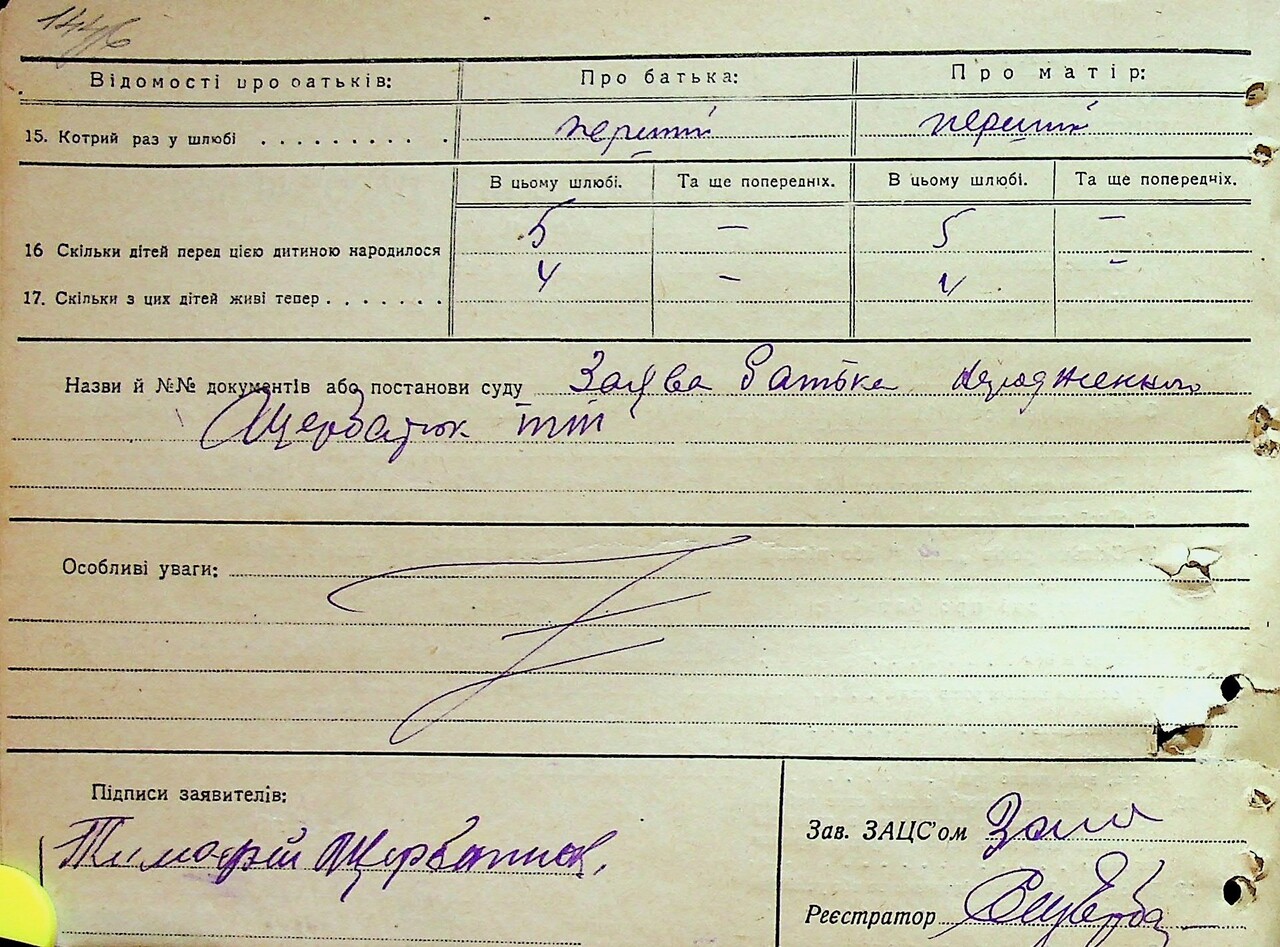 1446
Відомості про батьків: Про батька: Про матір:
15. Котрий раз у шлюбі . . . . . . . . . . перший перший
В цьому шлюбі. Та ще попередніх. В цьому шлюбі. Та ще попередніх.
16 Скільки дітей перед цією дитиною народилося 5 — 5 —
17. Скільки з цих дітей живі тепер . . . . . . . 4 - 4 -
Назви й №№ документів або постанови суду Заява батька
Щербатюк
Особливі уваги:
Підписи заявителів:
Зав. ЗАЦС'ом
Тимофій Щербатюк
Реєстратор